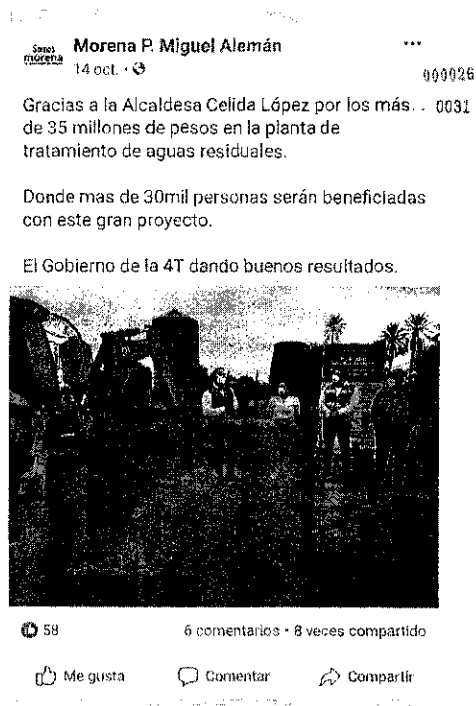 Somos
morena
Morena P. Miguel Alemán
14 oct.
000026
Gracias a la Alcaldesa Celida López por los más.. 0031
de 35 millones de pesos en la planta de
tratamiento de aguas residuales.
Donde mas de 30mil personas serán beneficiadas
con este gran proyecto.
El Gobierno de la 4T dando buenos resultados.
58
6 comentarios • 8 veces compartido
Me gusta
Comentar
Compartir